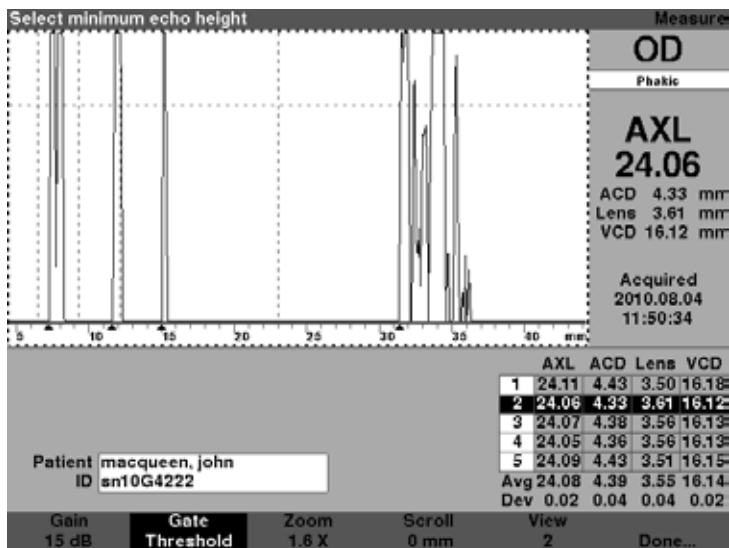 Select minimum echo height Measure
OD
Phakic
AXL
24.06
ACD 4.33 mm
Lens 3.61 mm
VCD 16.12 mm
Acquired
2010.08.04
11:50:34
5 10 15 20 25 30 35 40 mm
AXL ACD Lens VCD
1 24.11 4.43 3.50 16.18
2 24.06 4.33 3.61 16.12
3 24.07 4.38 3.56 16.13
4 24.05 4.36 3.56 16.13
5 24.09 4.43 3.51 16.15
Avg 24.08 4.39 3.55 16.14
Dev 0.02 0.04 0.04 0.02
Patient macqueen, john
ID sn10G4222
Gain Gate Zoom Scroll View
15 dB Threshold 1.6 X 0 mm 2 Done...